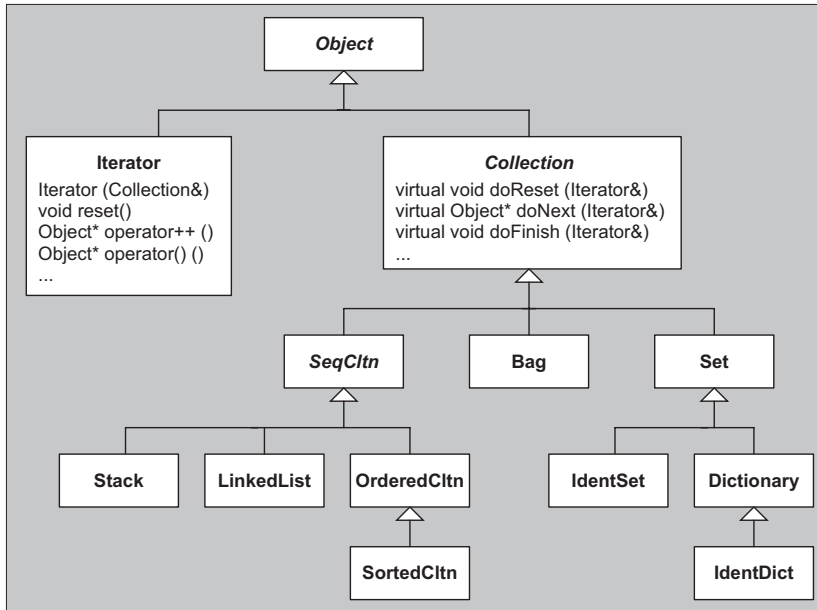 Object
Iterator
Iterator (Collection&)
void reset()
Object* operator++ ()
Object* operator() ()
...
Collection
virtual void doReset (Iterator&)
virtual Object* doNext (Iterator&)
virtual void doFinish (Iterator&)
...
SeqCltn
Bag
Set
Stack
LinkedList
OrderedCltn
IdentSet
Dictionary
SortedCltn
IdentDict